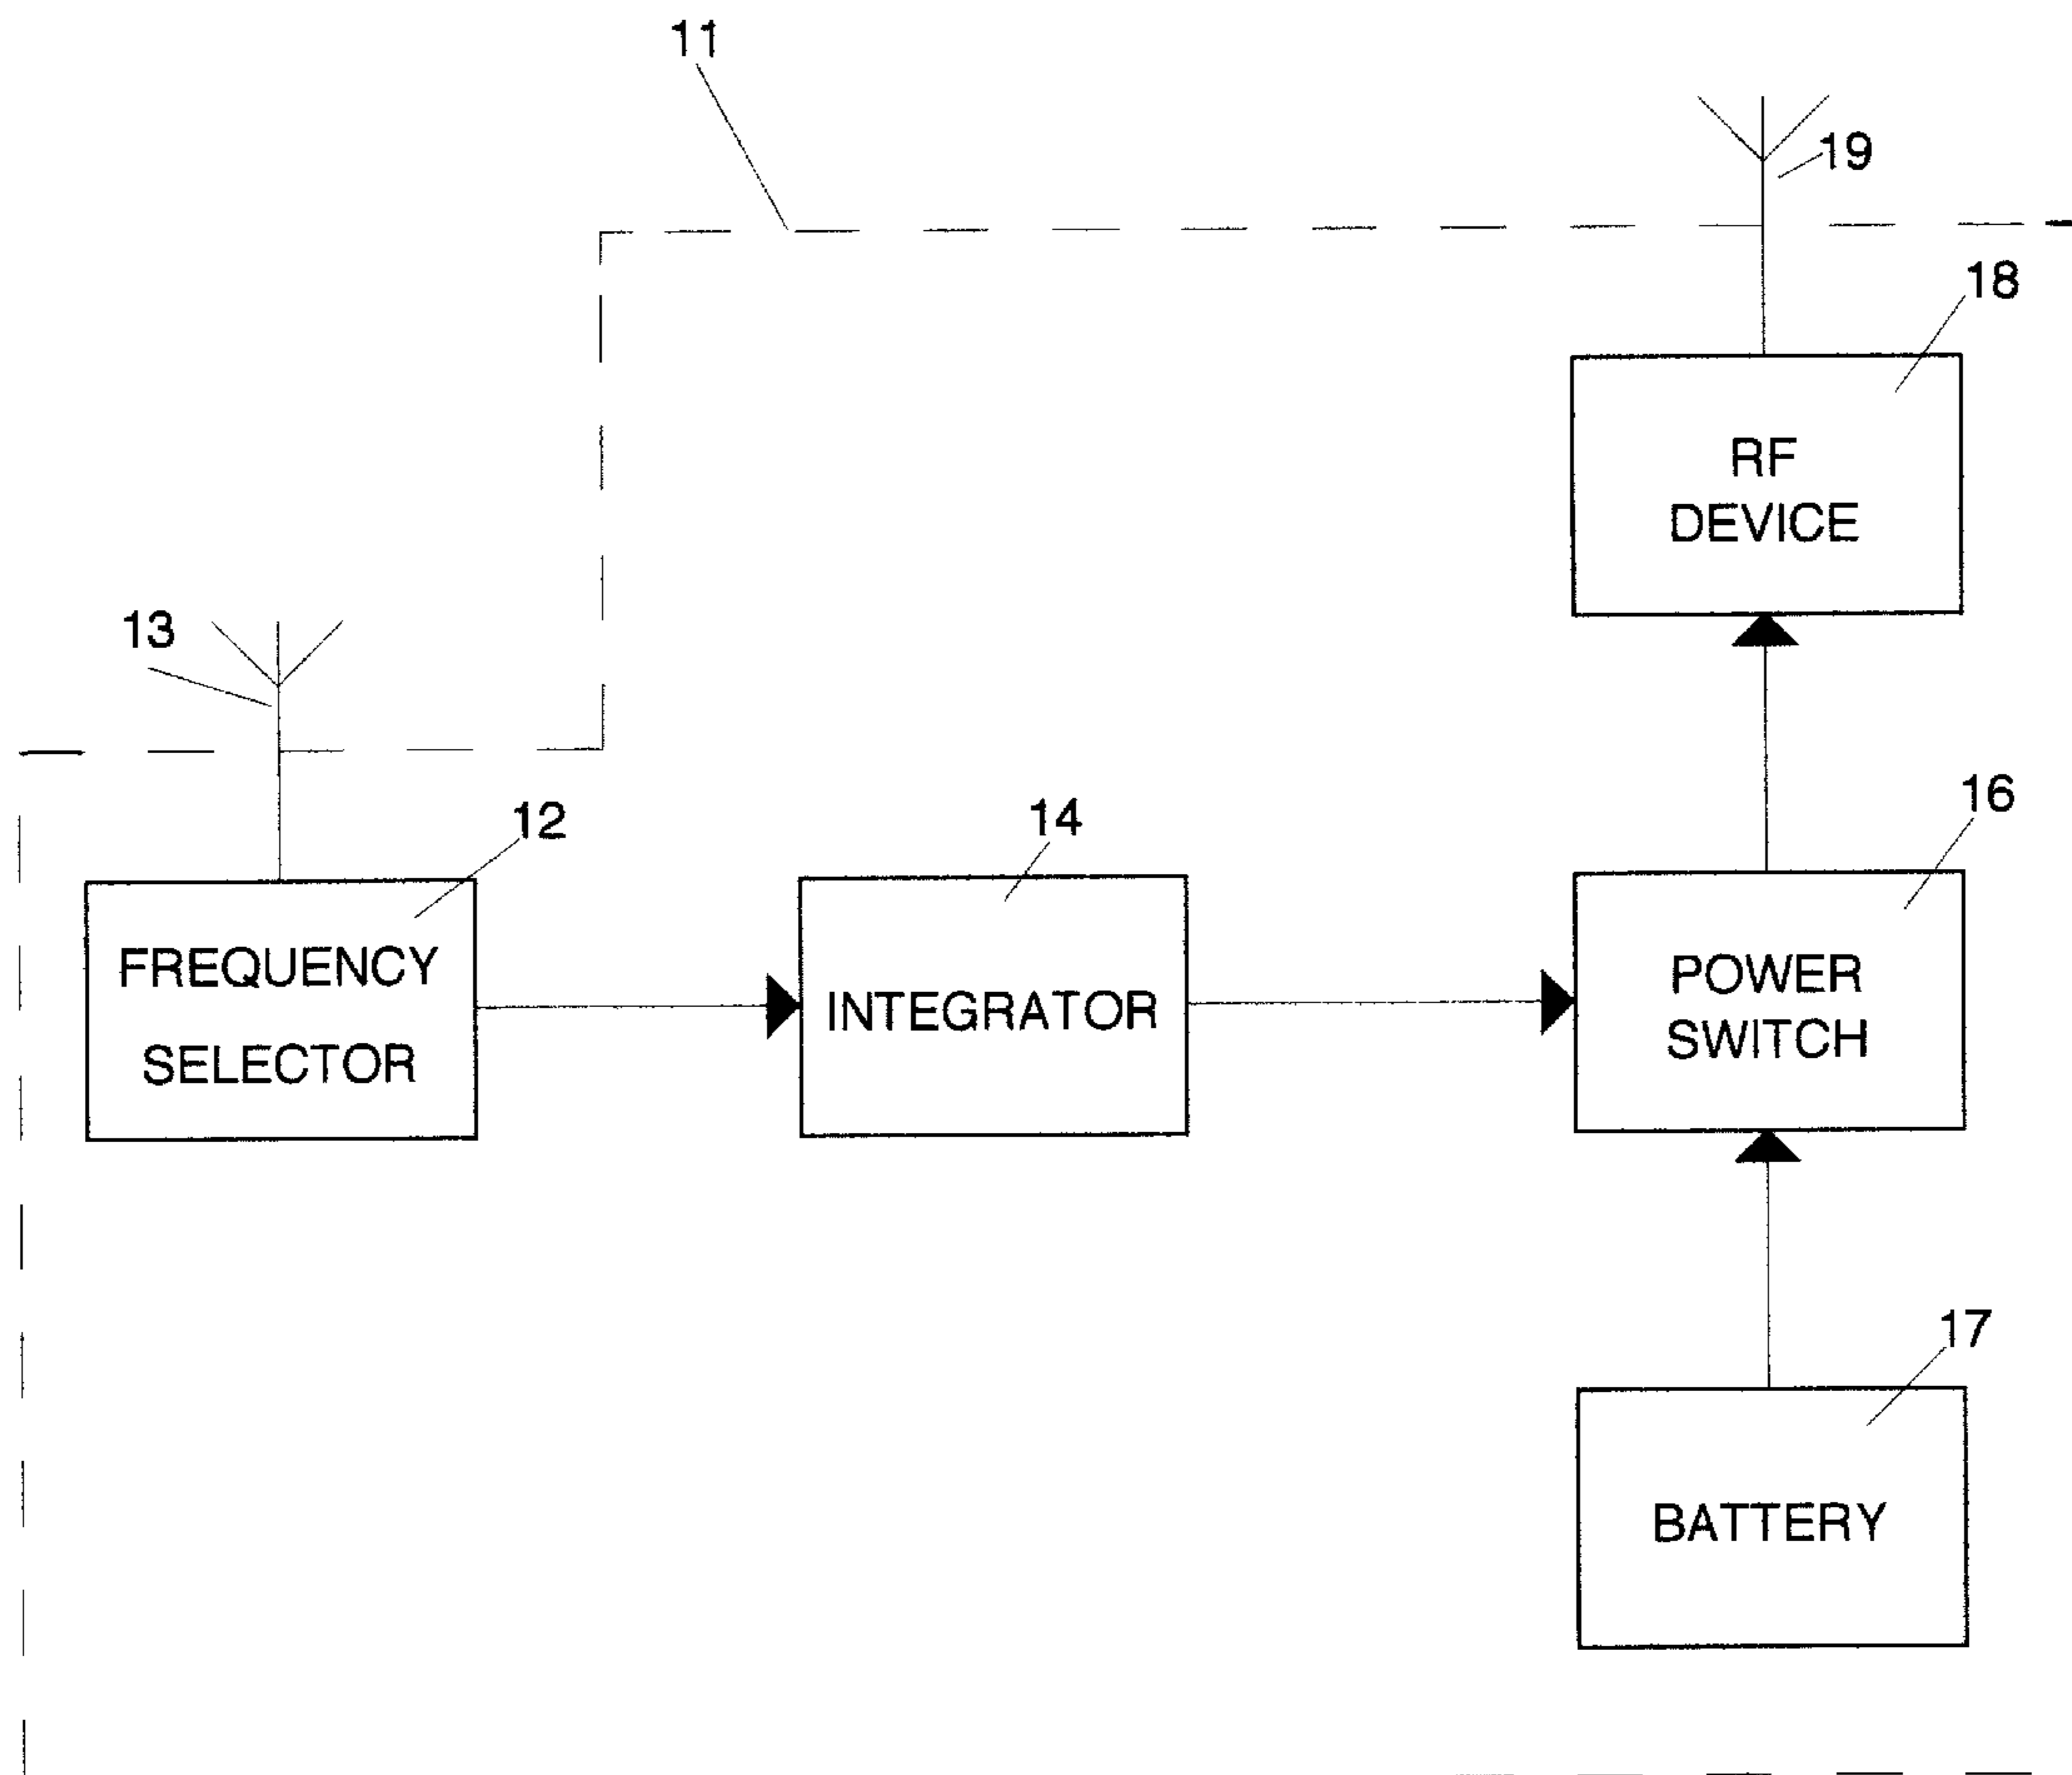 11
19
18
RF
DEVICE
13
12
14
16
FREQUENCY
SELECTOR
INTEGRATOR
POWER
SWITCH
17
BATTERY